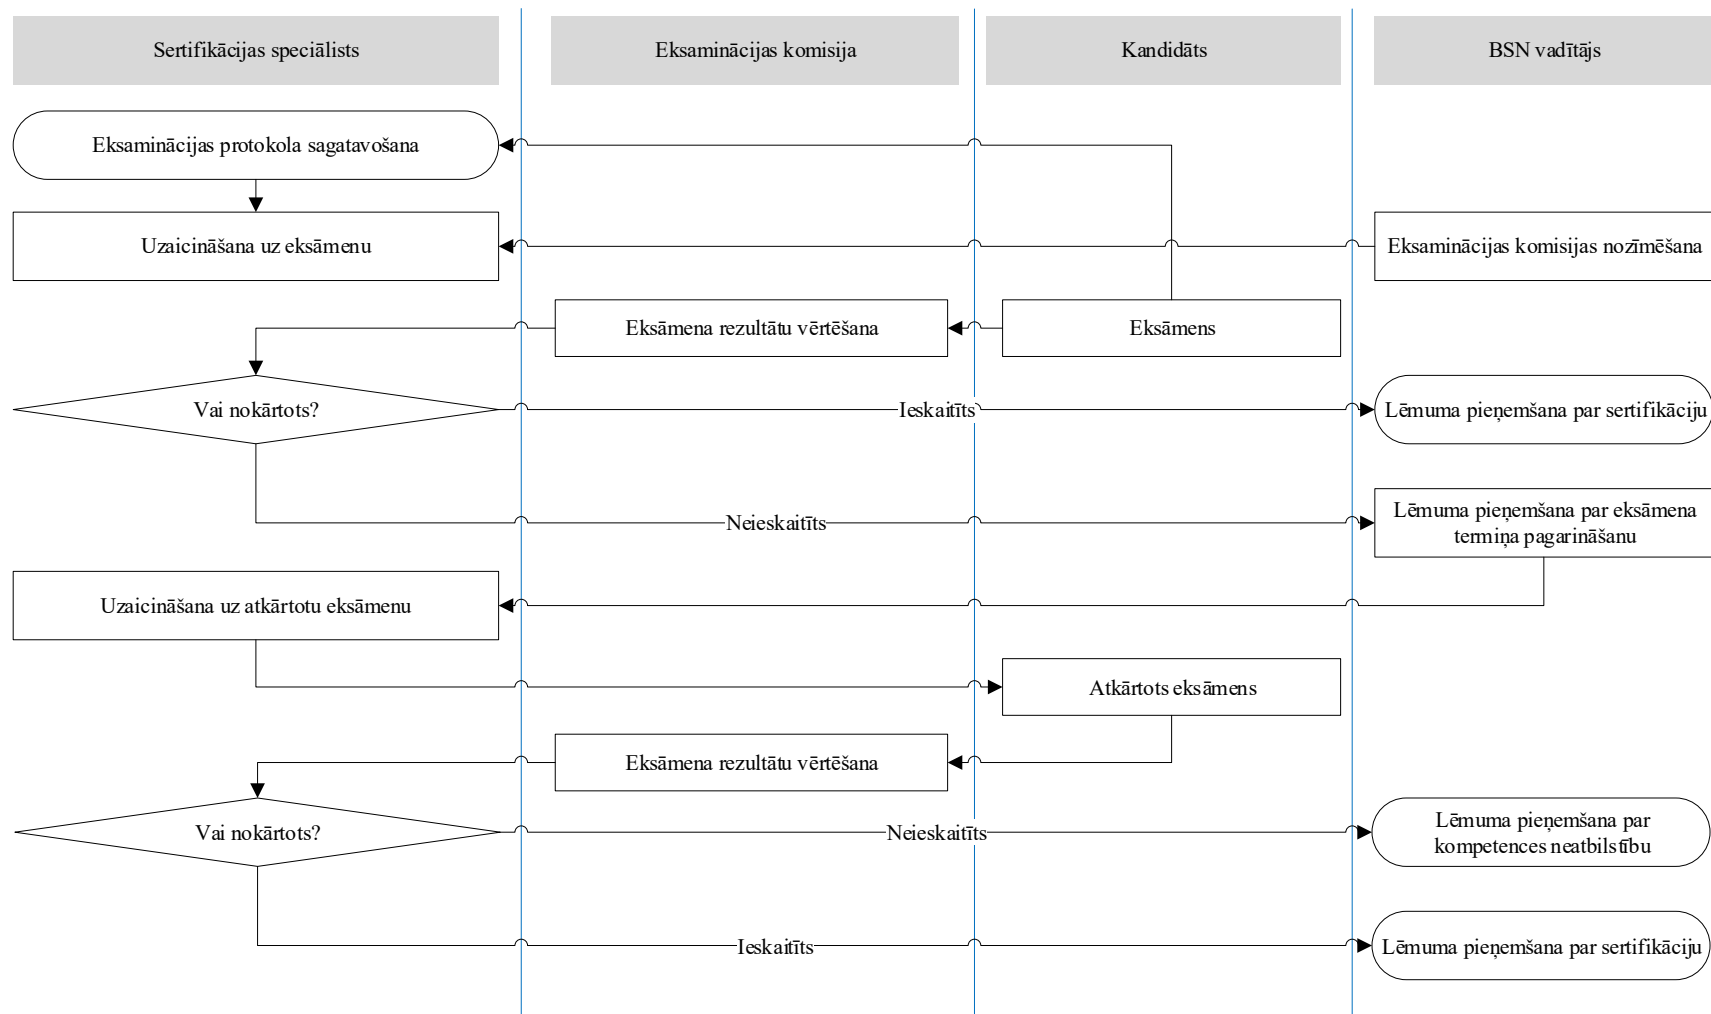 Sertifikācijas speciālists
Eksaminācijas komisija
Kandidāts
BSN vadītājs
Eksaminācijas protokola sagatavošana
Uzaicināšana uz eksāmenu
Eksaminācijas komisijas nozīmēšana
Eksāmena rezultātu vērtēšana
Eksāmens
Vai nokārtots?
Ieskaitīts
Lēmuma pieņemšana par sertifikāciju
Neieskaitīts
Lēmuma pieņemšana par eksāmena
termiņa pagarināšanu
Uzaicināšana uz atkārtotu eksāmenu
Atkārtots eksāmens
Eksāmena rezultātu vērtēšana
Vai nokārtots?
Neieskaitīts
Lēmuma pieņemšana par
kompetences neatbilstību
Ieskaitīts
Lēmuma pieņemšana par sertifikāciju